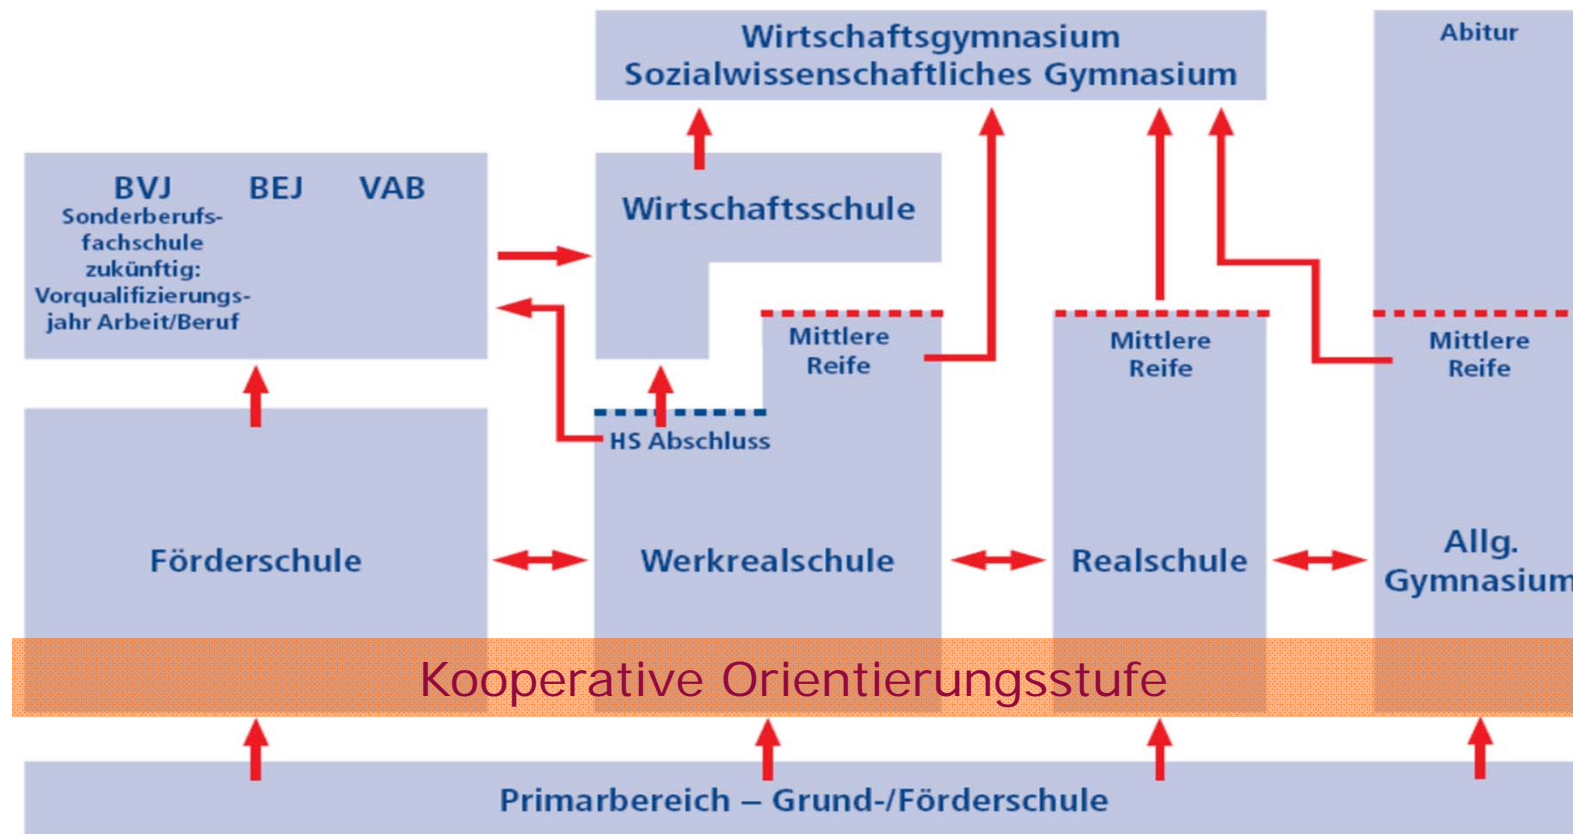 Wirtschaftsgymnasium
Sozialwissenschaftliches Gymnasium
Abitur
BVJ BEJ VAB
Sonderberufs-
fachschule
zukünftig:
Vorqualifizierungs-
jahr Arbeit/Beruf
Wirtschaftsschule
Mittlere
Reife
Mittlere
Reife
Mittlere
Reife
HS Abschluss
Förderschule
Werkrealschule
Realschule
Allg.
Gymnasium
Kooperative Orientierungsstufe
Primarbereich – Grund-/Förderschule